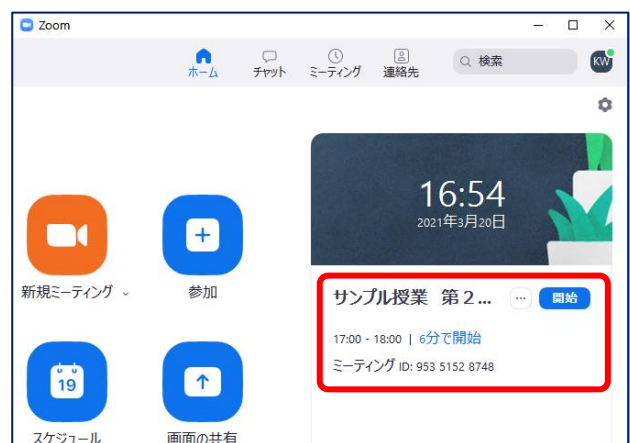 Zoom
ホーム
チャット
ミーティング
連絡先
検索
KW
16:54
2021年3月20日
新規ミーティング
参加
サンプル授業 第２...
開始
17:00 - 18:00 | 6分で開始
ミーティング ID: 953 5152 8748
19
スケジュール
画面の共有